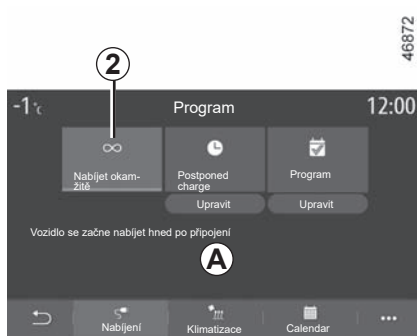 46872
2
-1 °c Program 12:00
∞
Nabíjet okam-
žitě
Postponed
charge
Program
Upravit Upravit
Vozidlo se začne nabíjet hned po připojení
A
Nabíjení Klimatizace Calendar ...